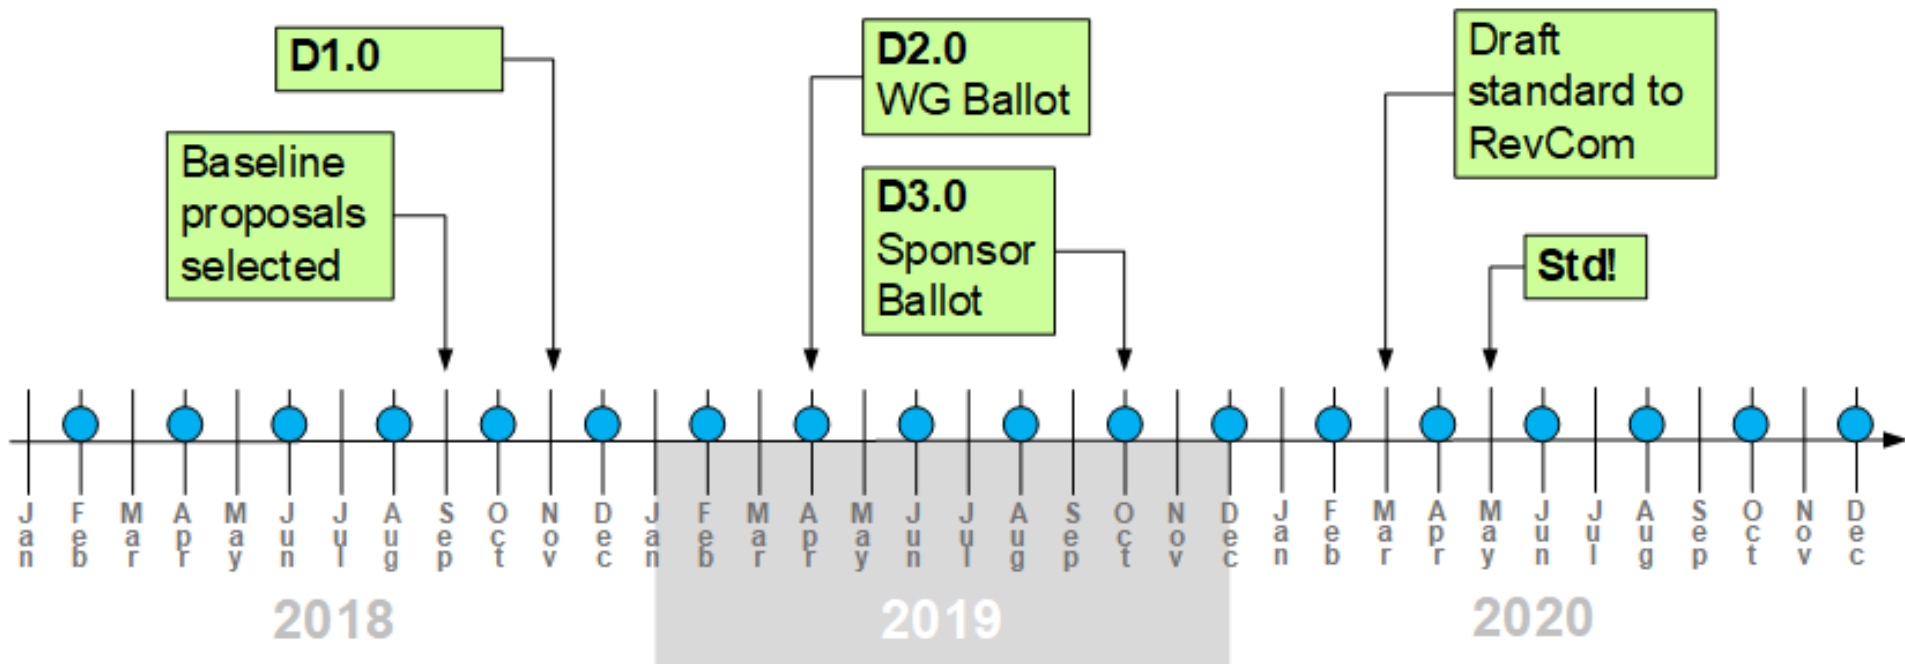 D1.0
Baseline
proposals
selected
D2.0
WG Ballot
D3.0
Sponsor
Ballot
Draft
standard to
RevCom
Std!
Jan Feb Mar Apr May Jun Jul Aug Sep Oct Nov Dec Jan Feb Mar Apr May Jun Jul Aug Sep Oct Nov Dec Jan Feb Mar Apr May Jun Jul Aug Sep Oct Nov Dec
2018 2019 2020